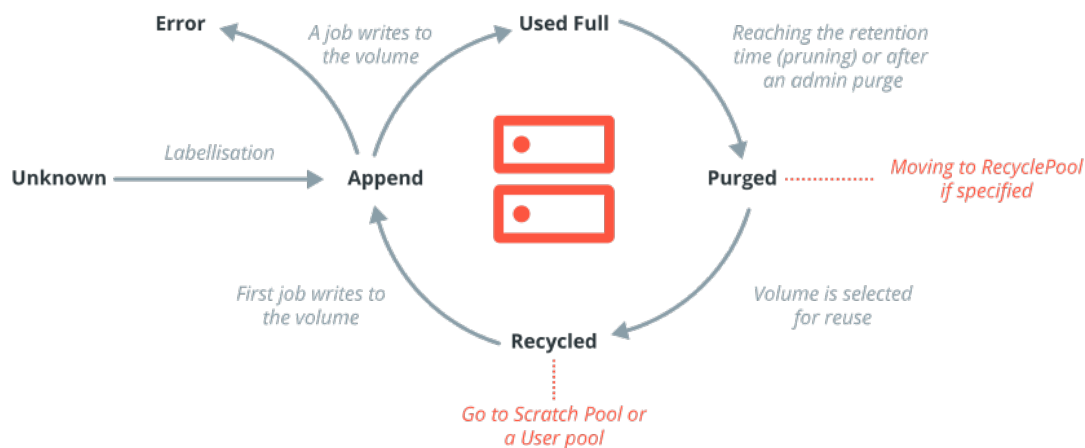 Error
A job writes to
the volume
Used Full
Reaching the retention
time (pruning) or after
an admin purge
Unknown
Labellisation
Append
Purged
Moving to RecyclePool
if specified
First job writes to
the volume
Volume is selected
for reuse
Recycled
Go to Scratch Pool or
a User pool